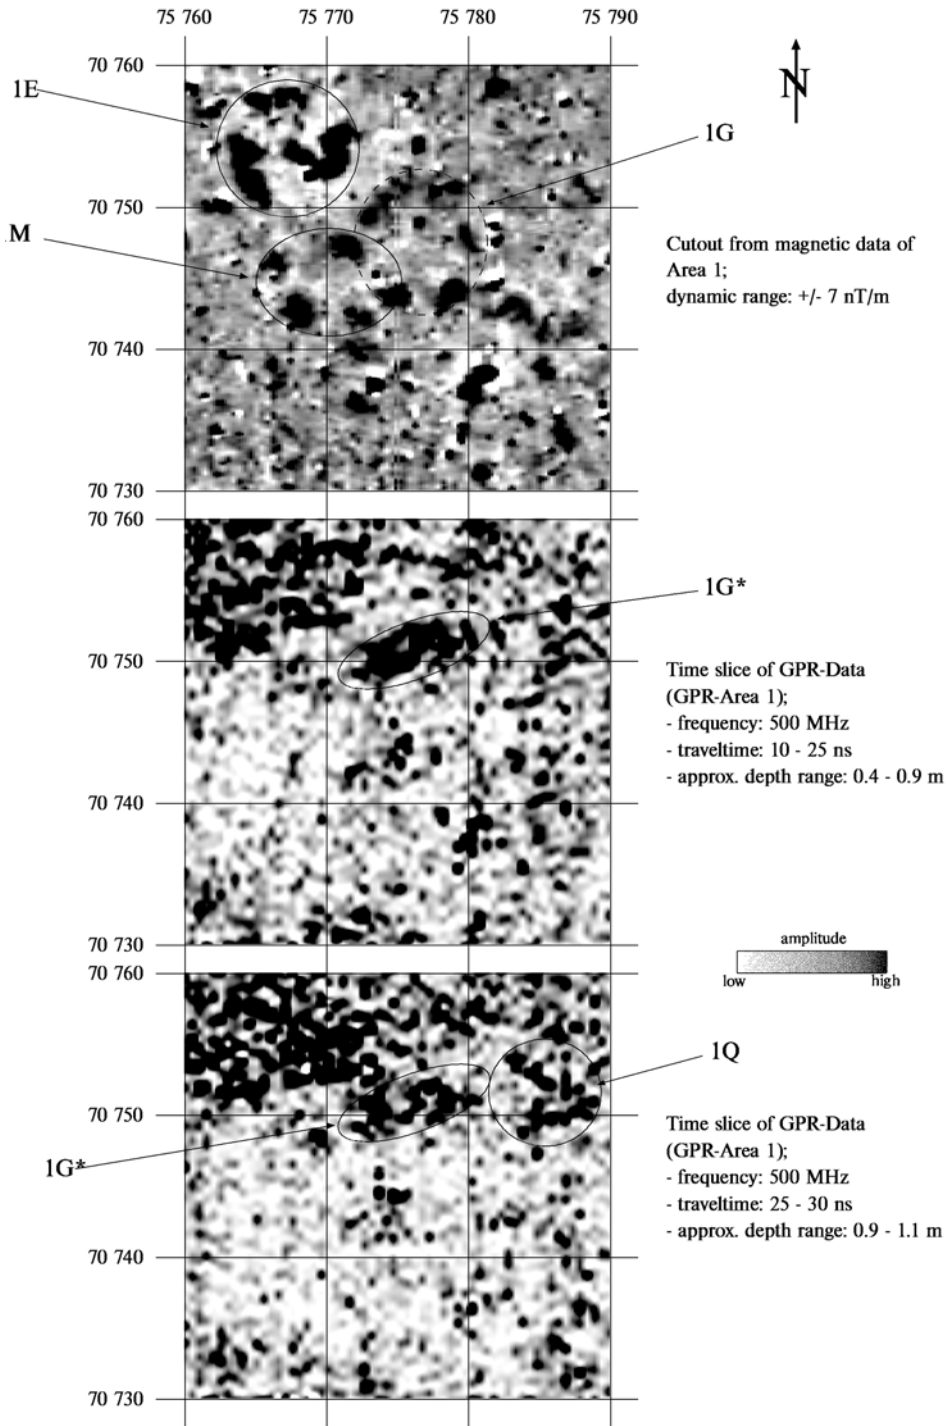 75 760 75 770 75 780 75 790
70 760
1E
N
1G
70 750
M
Cutout from magnetic data of
Area 1;
dynamic range: +/- 7 nT/m
70 740
70 730
70 760
1G*
70 750
Time slice of GPR-Data
(GPR-Area 1);
- frequency: 500 MHz
- traveltime: 10 - 25 ns
- approx. depth range: 0.4 - 0.9 m
70 740
70 730
amplitude
low high
70 760
1Q
70 750
Time slice of GPR-Data
(GPR-Area 1);
1G*
- frequency: 500 MHz
- traveltime: 25 - 30 ns
- approx. depth range: 0.9 - 1.1 m
70 740
70 730